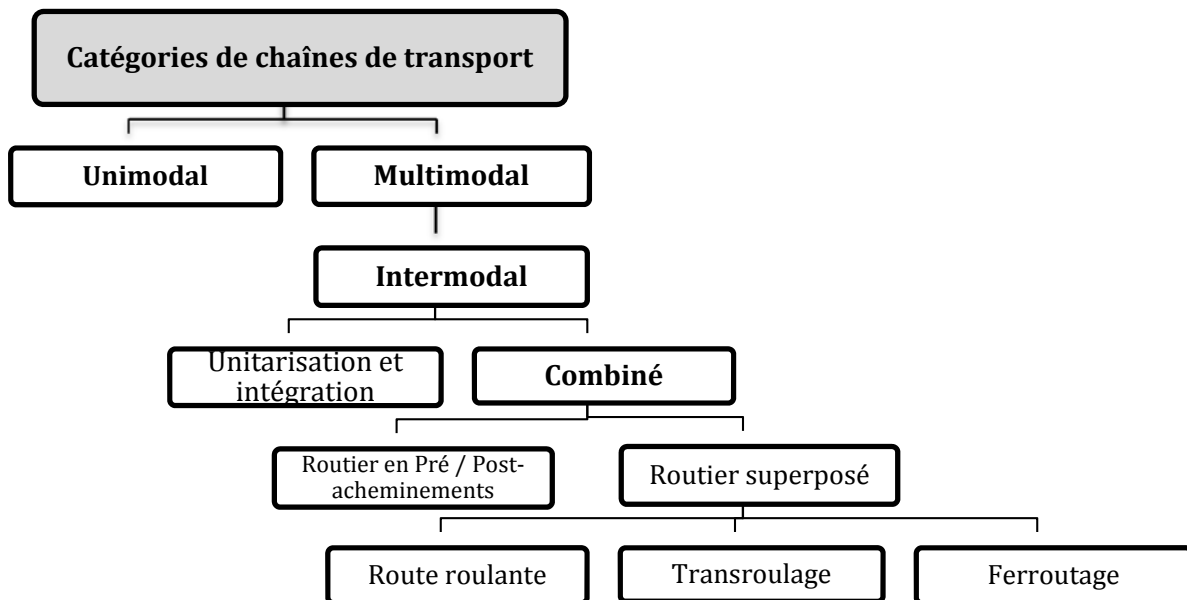 Catégories de chaînes de transport
Unimodal
Multimodal
Intermodal
Unitarisation et
intégration
Combiné
Routier en Pré / Post-
acheminements
Routier superposé
Route roulante
Transroulage
Ferroutage